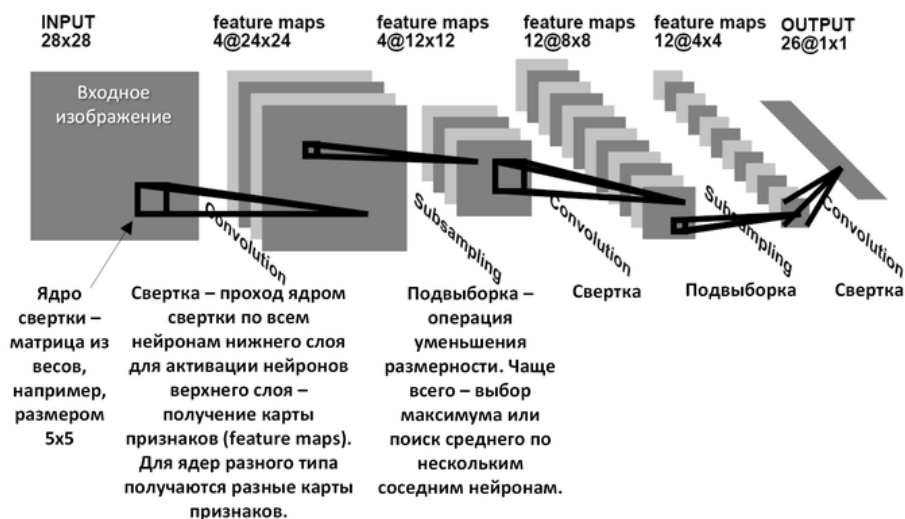 INPUT
28x28
feature maps
4@24x24
feature maps
4@12x12
feature maps
12@8x8
feature maps
12@4x4
OUTPUT
26@1x1
Входное
изображение
Convolution
Subsampling
Convolution
Subsampling
Convolution
Ядро
свертки –
матрица из
весов,
например,
размером
5x5
Свертка – проход ядром
свертки по всем
нейронам нижнего слоя
для активации нейронов
верхнего слоя –
получение карты
признаков (feature maps).
Для ядер разного типа
получаются разные карты
признаков.
Подвыборка –
операция
уменьшения
размерности. Чаще
всего – выбор
максимума или
поиск среднего по
нескольким
соседним нейронам.
Свертка
Подвыборка
Свертка